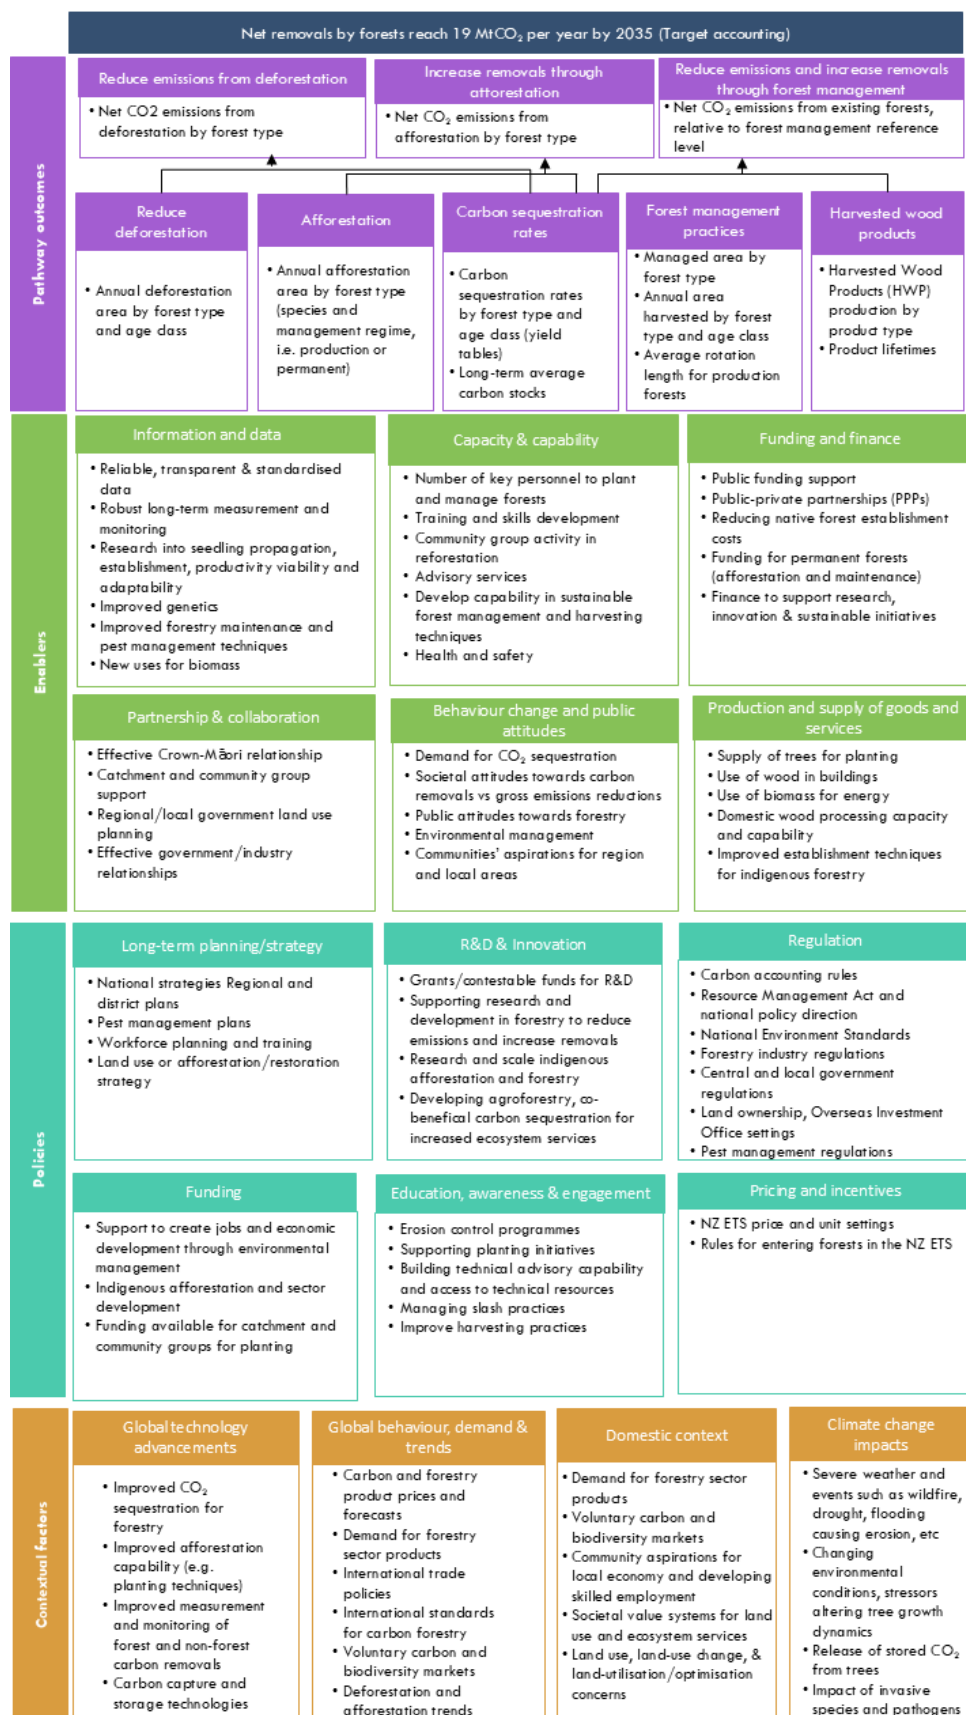 Net removals by forests reach 19 MtCO₂ per year by 2035 (Target accounting)
Pathway outcomes
Reduce emissions from deforestation
• Net CO2 emissions from
deforestation by forest type
Increase removals through
afforestation
• Net CO₂ emissions from
afforestation by forest type
Reduce emissions and increase removals
through forest management
• Net CO₂ emissions from existing forests,
relative to forest management reference
level
Reduce
deforestation
• Annual deforestation
area by forest type
and age class
Afforestation
• Annual afforestation
area by forest type
(species and
management regime,
i.e. production or
permanent)
Carbon sequestration
rates
• Carbon
sequestration rates
by forest type and
age class (yield
tables)
• Long-term average
carbon stocks
Forest management
practices
• Managed area by
forest type
• Annual area
harvested by forest
type and age class
• Average rotation
length for production
forests
Harvested wood
products
• Harvested Wood
Products (HWP)
production by
product type
• Product lifetimes
Enablers
Information and data
• Reliable, transparent & standardised
data
• Robust long-term measurement and
monitoring
• Research into seedling propagation,
establishment, productivity viability and
adaptability
• Improved genetics
• Improved forestry maintenance and
pest management techniques
• New uses for biomass
Capacity & capability
• Number of key personnel to plant
and manage forests
• Training and skills development
• Community group activity in
reforestation
• Advisory services
• Develop capability in sustainable
forest management and harvesting
techniques
• Health and safety
Funding and finance
• Public funding support
• Public-private partnerships (PPPs)
• Reducing native forest establishment
costs
• Funding for permanent forests
(afforestation and maintenance)
• Finance to support research,
innovation & sustainable initiatives
Partnership & collaboration
• Effective Crown-Māori relationship
• Catchment and community group
support
• Regional/local government land use
planning
• Effective government/industry
relationships
Behaviour change and public
attitudes
• Demand for CO₂ sequestration
• Societal attitudes towards carbon
removals vs gross emissions reductions
• Public attitudes towards forestry
• Environmental management
• Communities' aspirations for region
and local areas
Production and supply of goods and
services
• Supply of trees for planting
• Use of wood in buildings
• Use of biomass for energy
• Domestic wood processing capacity
and capability
• Improved establishment techniques
for indigenous forestry
Policies
Long-term planning/strategy
• National strategies Regional and
district plans
• Pest management plans
• Workforce planning and training
• Land use or afforestation/restoration
strategy
R&D & Innovation
• Grants/contestable funds for R&D
• Supporting research and
development in forestry to reduce
emissions and increase removals
• Research and scale indigenous
afforestation and forestry
• Developing agroforestry, co-
benefical carbon sequestration for
increased ecosystem services
Regulation
• Carbon accounting rules
• Resource Management Act and
national policy direction
• National Environment Standards
• Forestry industry regulations
• Central and local government
regulations
• Land ownership, Overseas Investment
Office settings
• Pest management regulations
Funding
• Support to create jobs and economic
development through environmental
management
• Indigenous afforestation and sector
development
• Funding available for catchment and
community groups for planting
Education, awareness & engagement
• Erosion control programmes
• Supporting planting initiatives
• Building technical advisory capability
and access to technical resources
• Managing slash practices
• Improve harvesting practices
Pricing and incentives
• NZ ETS price and unit settings
• Rules for entering forests in the NZ ETS
Contextual factors
Global technology
advancements
• Improved CO₂
sequestration for
forestry
• Improved afforestation
capability (e.g.
planting techniques)
• Improved measurement
and monitoring of
forest and non-forest
carbon removals
• Carbon capture and
storage technologies
Global behaviour, demand &
trends
• Carbon and forestry
product prices and
forecasts
• Demand for forestry
sector products
• International trade
policies
• International standards
for carbon forestry
• Voluntary carbon and
biodiversity markets
• Deforestation and
afforestation trends
Domestic context
• Demand for forestry sector
products
• Voluntary carbon and
biodiversity markets
• Community aspirations for
local economy and developing
skilled employment
• Societal value systems for land
use and ecosystem services
• Land use, land-use change, &
land-utilisation/optimisation
concerns
Climate change
impacts
• Severe weather and
events such as wildfire,
drought, flooding
causing erosion, etc
• Changing
environmental
conditions, stressors
altering tree growth
dynamics
• Release of stored CO₂
from trees
• Impact of invasive
species and pathogens